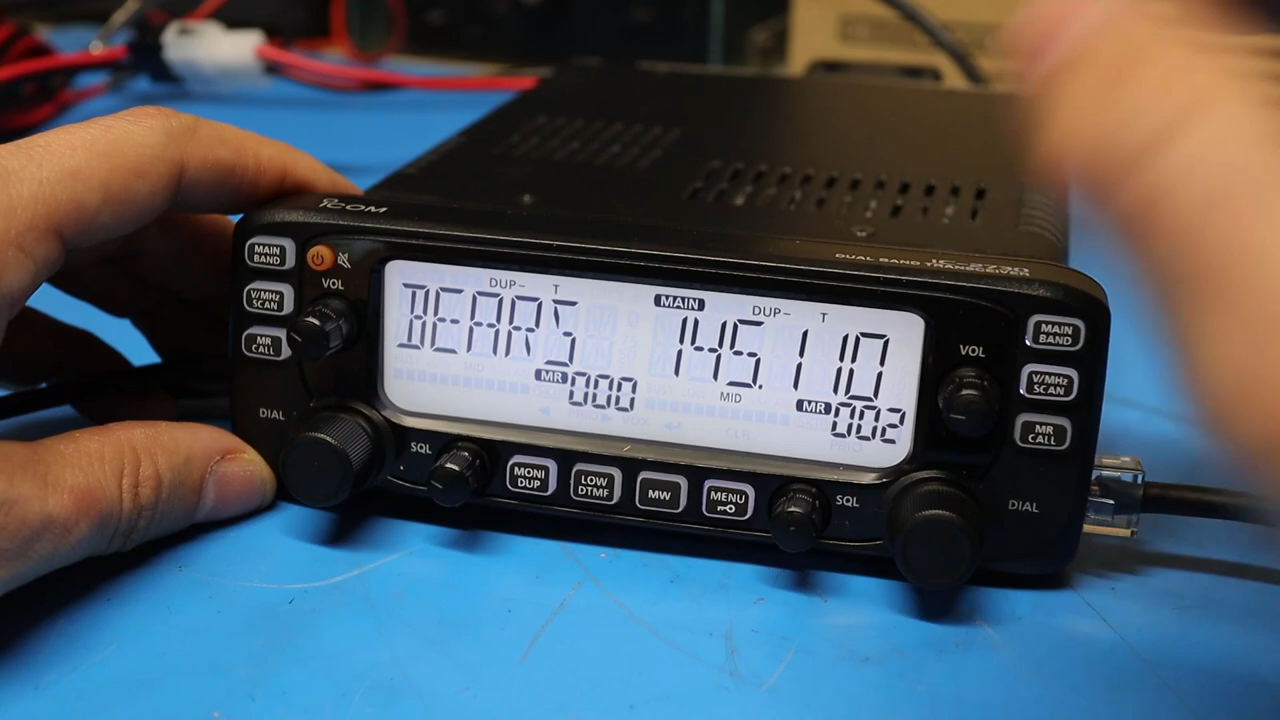 ICOM
DUAL BAND TRANSCEIVER IC-2730
MAIN BAND
V/MHz SCAN
MR CALL
VOL
DIAL
SQL
DUP- T
BEARS
MR 000
MAIN DUP- T
145.110
MID
MR 002
MONI DUP
LOW DTMF
MW
MENU
SQL
VOL
DIAL
MAIN BAND
V/MHz SCAN
MR CALL